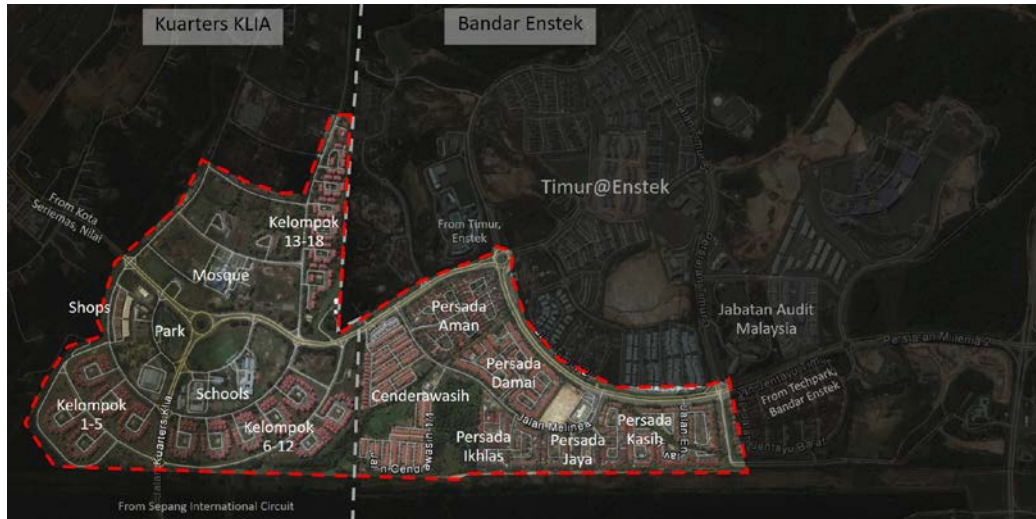 Kuarters KLIA
Bandar Enstek
From Kota
Seriemas, Nilai
Kelompok
13-18
Mosque
Shops
Park
Schools
Kelompok
1-5
Kelompok
6-12
From Sepang International Circuit
From Timur,
Enstek
Timur@Enstek
Persada
Aman
Persada
Damai
Cenderawasih
Persada
Ikhlas
Persada
Jaya
Persada
Kasih
Jabatan Audit
Malaysia
From Techpark,
Bandar Enstek